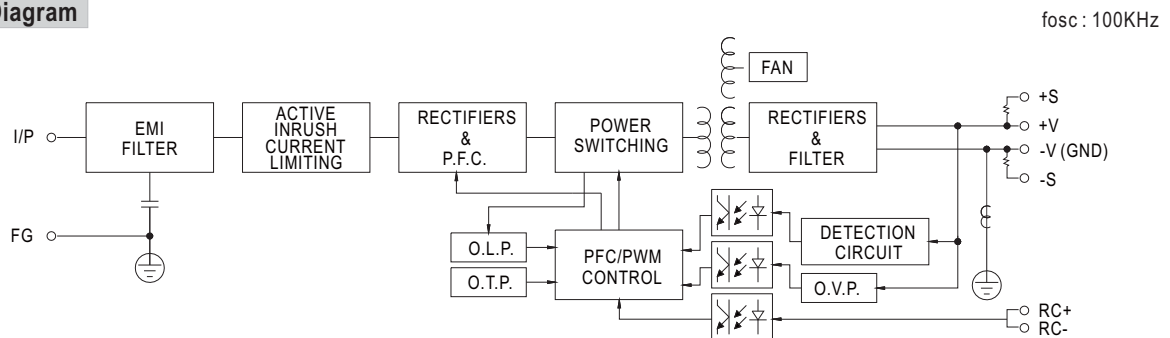 Diagram
fosc : 100KHz
FAN
I/P
EMI
FILTER
ACTIVE
INRUSH
CURRENT
LIMITING
RECTIFIERS
&
P.F.C.
POWER
SWITCHING
RECTIFIERS
&
FILTER
+S
+V
-V (GND)
-S
FG
O.L.P.
O.T.P.
PFC/PWM
CONTROL
DETECTION
CIRCUIT
O.V.P.
RC+
RC-